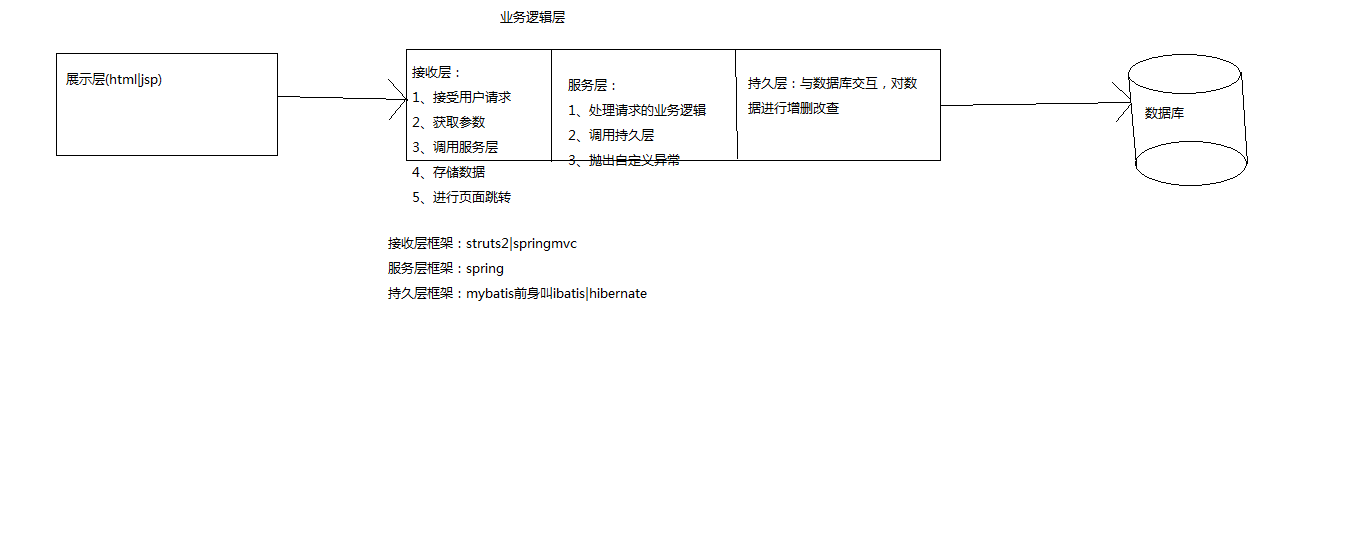 业务逻辑层
展示层(html|jsp)
接收层：
1、接受用户请求
2、获取参数
3、调用服务层
4、存储数据
5、进行页面跳转
服务层：
1、处理请求的业务逻辑
2、调用持久层
3、抛出自定义异常
持久层：与数据库交互，对数
据进行增删改查
数据库
接收层框架：struts2|springmvc
服务层框架：spring
持久层框架：mybatis前身叫ibatis|hibernate